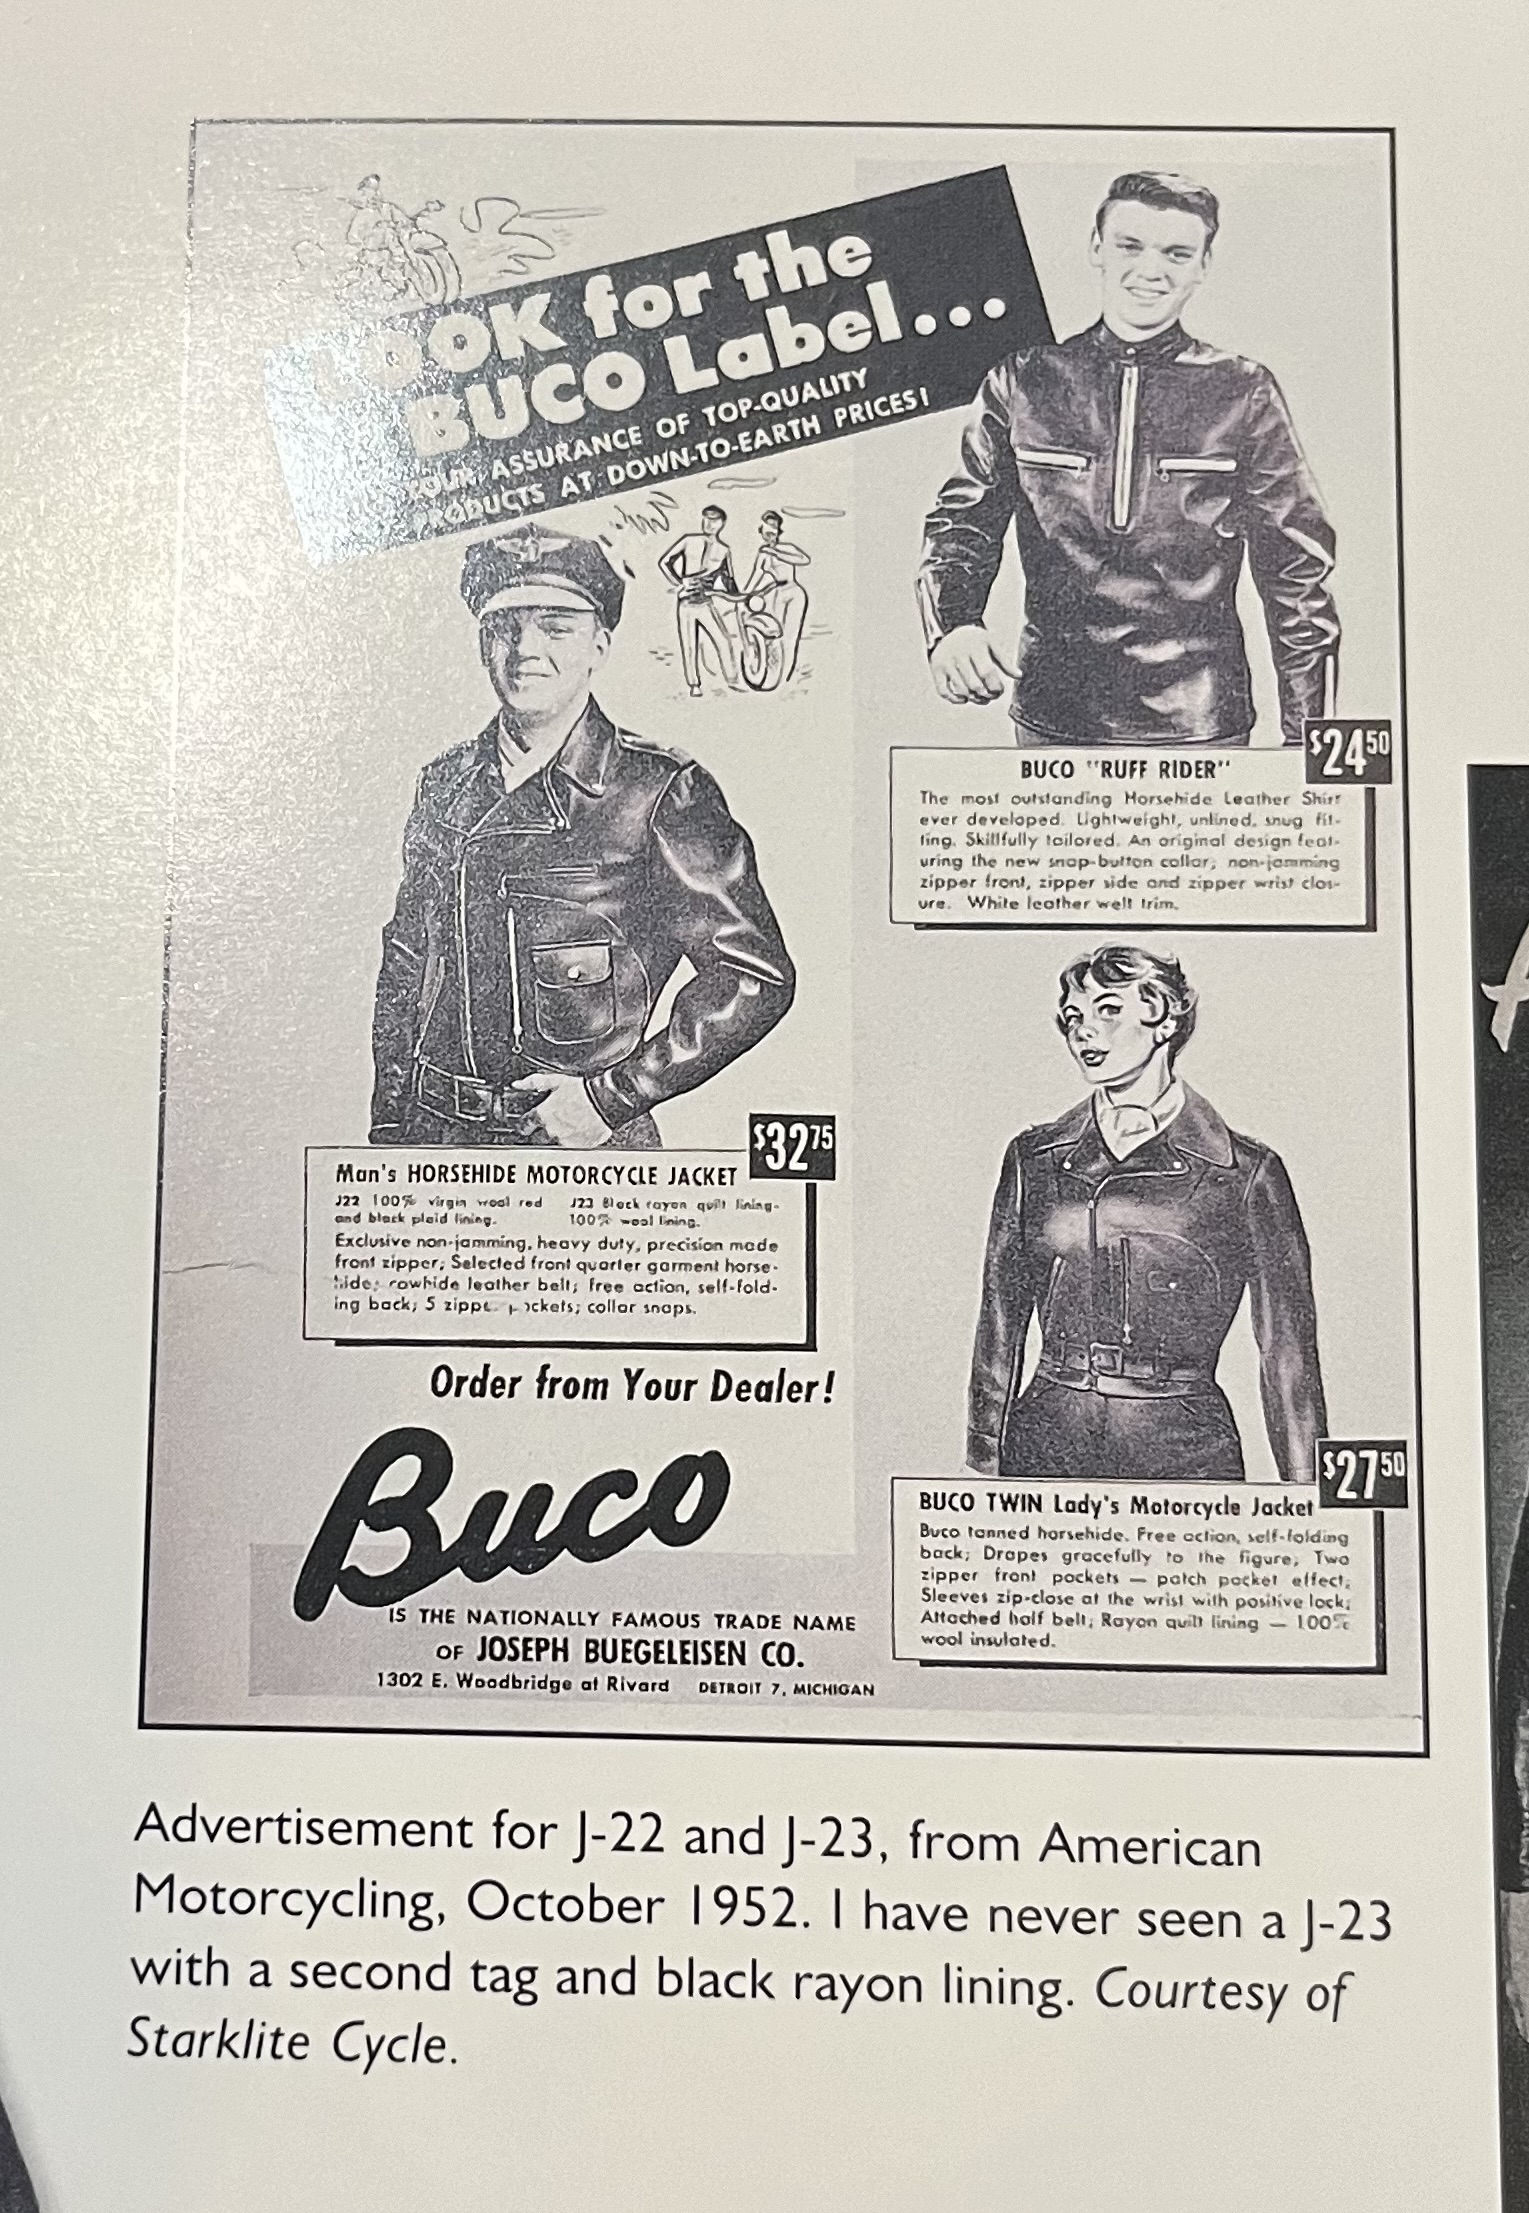 LOOK for the
BUCO Label...
YOUR ASSURANCE OF TOP-QUALITY
PRODUCTS AT DOWN-TO-EARTH PRICES!
$24 50
BUCO "RUFF RIDER"
The most outstanding Horsehide Leather Shirt
ever developed. Lightweight, unlined, snug fit-
ting. Skillfully tailored. An original design feat-
uring the new snap-button collar; non-jamming
zipper front, zipper side and zipper wrist clos-
ure. White leather welt trim.
$32 75
Man's HORSEHIDE MOTORCYCLE JACKET
J22 100% virgin wool red
and black plaid lining.
J23 Black rayon quilt lining-
100% wool lining.
Exclusive non-jamming, heavy duty, precision made
front zipper; Selected front quarter garment horse-
hide; rawhide leather belt; free action, self-fold-
ing back; 5 zippe ckets; collar snaps.
Order from Your Dealer!
Buco
IS THE NATIONALLY FAMOUS TRADE NAME
OF JOSEPH BUEGELEISEN CO.
1302 E. Woodbridge at Rivard DETROIT 7, MICHIGAN
$27 50
BUCO TWIN Lady's Motorcycle Jacket
Buco tanned horsehide. Free action, self-folding
back; Drapes gracefully to the figure; Two
zipper front pockets — patch pocket effect;
Sleeves zip-close at the wrist with positive lock;
Attached half belt; Rayon quilt lining — 100%
wool insulated.
Advertisement for J-22 and J-23, from American
Motorcycling, October 1952. I have never seen a J-23
with a second tag and black rayon lining. Courtesy of
Starklite Cycle.